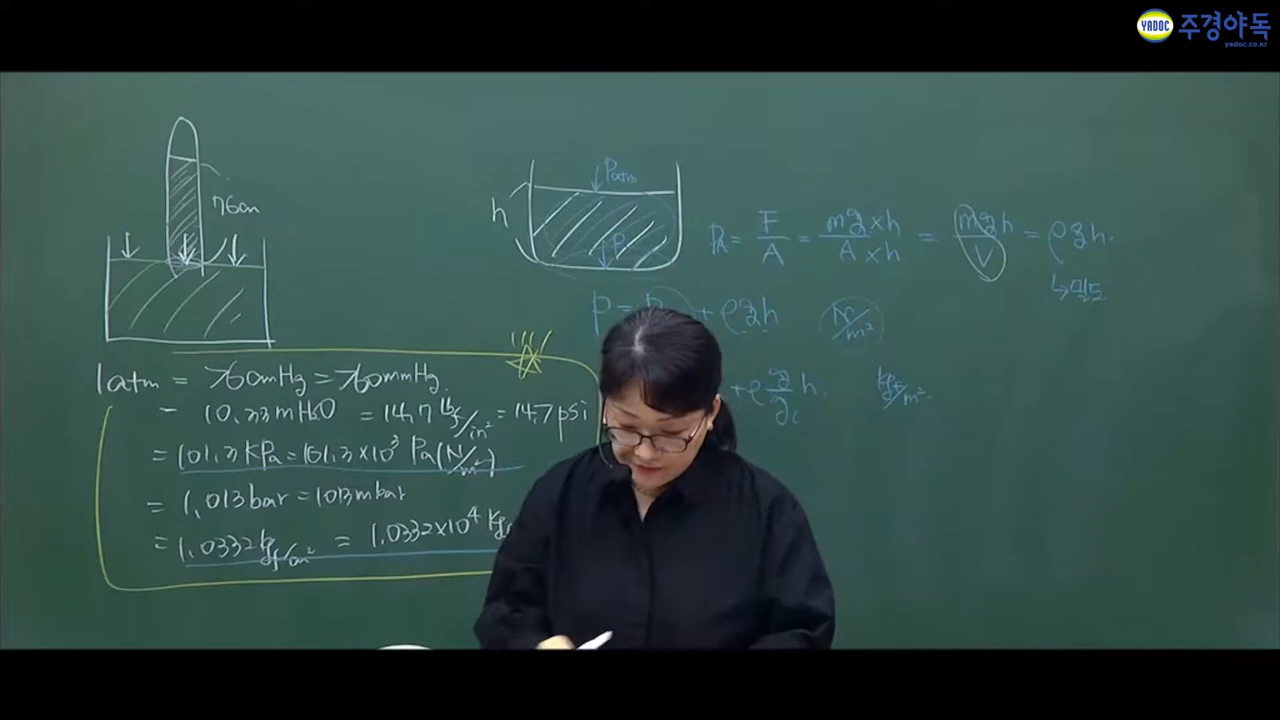 YADOC 주경야독
yadoc.co.kr
76cm
Patm
h
P
= F/A = mg×h/A×h = mgh/V = ρgh.
↳ 밀도
P = P + ρgh N/m²
+ ρ g/gc h. kgf/m².
1atm = 76cmHg = 760mmHg.
= 10.33mH2O = 14.7 lbf/in² = 14.7psi
= 101.3KPa = 101.3×10³ Pa(N/m²)
= 1.013bar = 1013mbar
= 1.0332kgf/cm² = 1.0332×10⁴ kgf